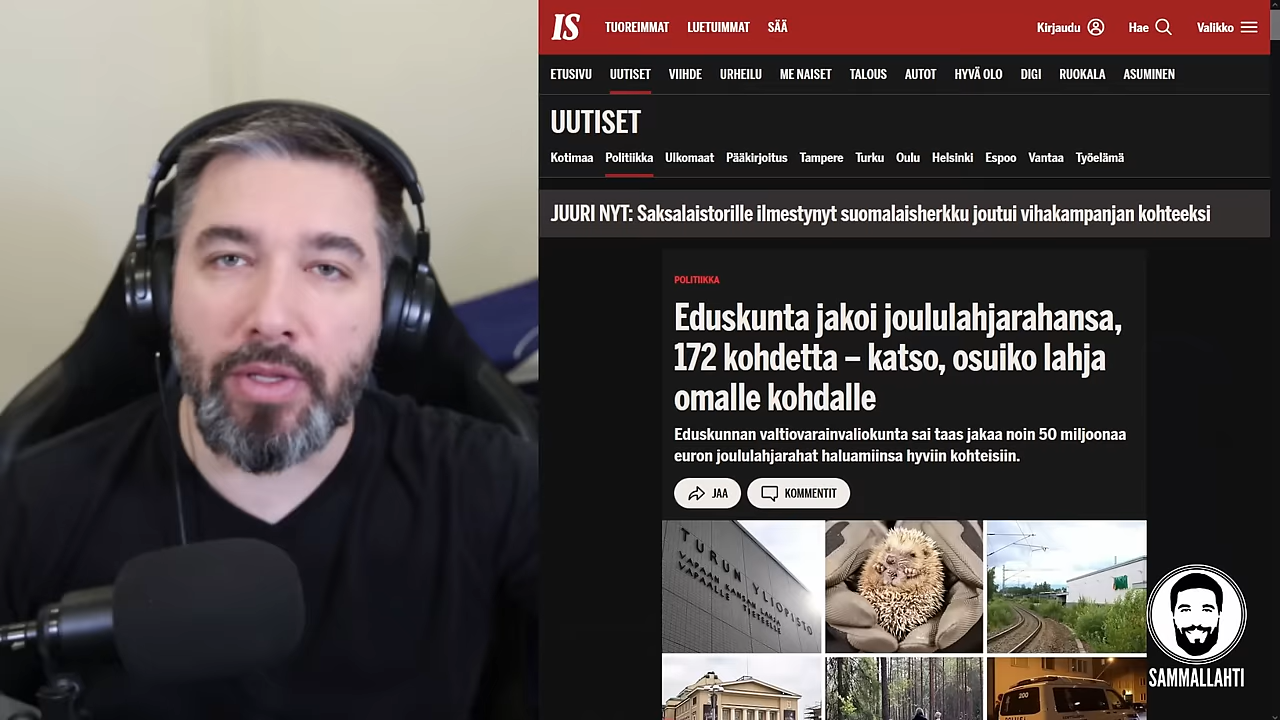 IS
TUOREIMMAT LUETUIMMAT SÄÄ
Kirjaudu Hae Valikko
ETUSIVU UUTISET VIIHDE URHEILU ME NAISET TALOUS AUTOT HYVÄ OLO DIGI RUOKALA ASUMINEN
UUTISET
Kotimaa Politiikka Ulkomaat Pääkirjoitus Tampere Turku Oulu Helsinki Espoo Vantaa Työelämä
JUURI NYT: Saksalaistorille ilmestynyt suomalaisherkku joutui vihakampanjan kohteeksi
POLITIIKKA
Eduskunta jakoi joululahjarahansa,
172 kohdetta – katso, osuiko lahja
omalle kohdalle
Eduskunnan valtiovarainvaliokunta sai taas jakaa noin 50 miljoonaa
euron joululahjarahat haluamiinsa hyviin kohteisiin.
JAA KOMMENTIT
TURUN YLIOPISTO
VAPAAN KANSAN LAHJA
VAPAALLE TIETEELLE
SAMMALLAHTI